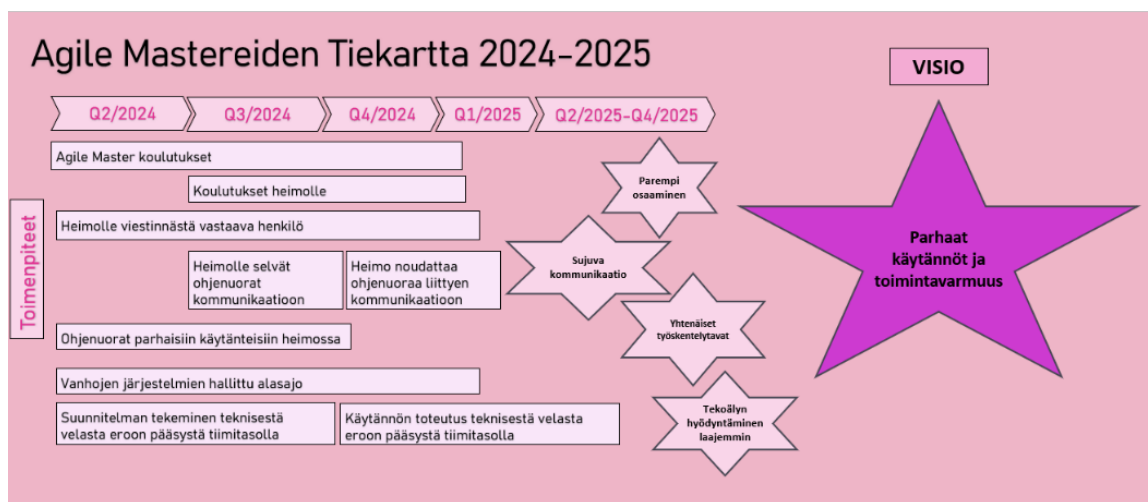 Agile Mastereiden Tiekartta 2024-2025
VISIO
Q2/2024
Q3/2024
Q4/2024
Q1/2025
Q2/2025-Q4/2025
Toimenpiteet
Agile Master koulutukset
Koulutukset heimolle
Heimolle viestinnästä vastaava henkilö
Heimolle selvät
ohjenuorat
kommunikaatioon
Heimo noudattaa
ohjenuoraa liittyen
kommunikaatioon
Ohjenuorat parhaisiin käytänteisiin heimossa
Vanhojen järjestelmien hallittu alasajo
Suunnitelman tekeminen teknisestä
velasta eroon pääsystä tiimitasolla
Käytännön toteutus teknisestä velasta
eroon pääsystä tiimitasolla
Parempi
osaaminen
Sujuva
kommunikaatio
Yhtenäiset
työskentelytavat
Tekoälyn
hyödyntäminen
laajemmin
Parhaat
käytännöt ja
toimintavarmuus